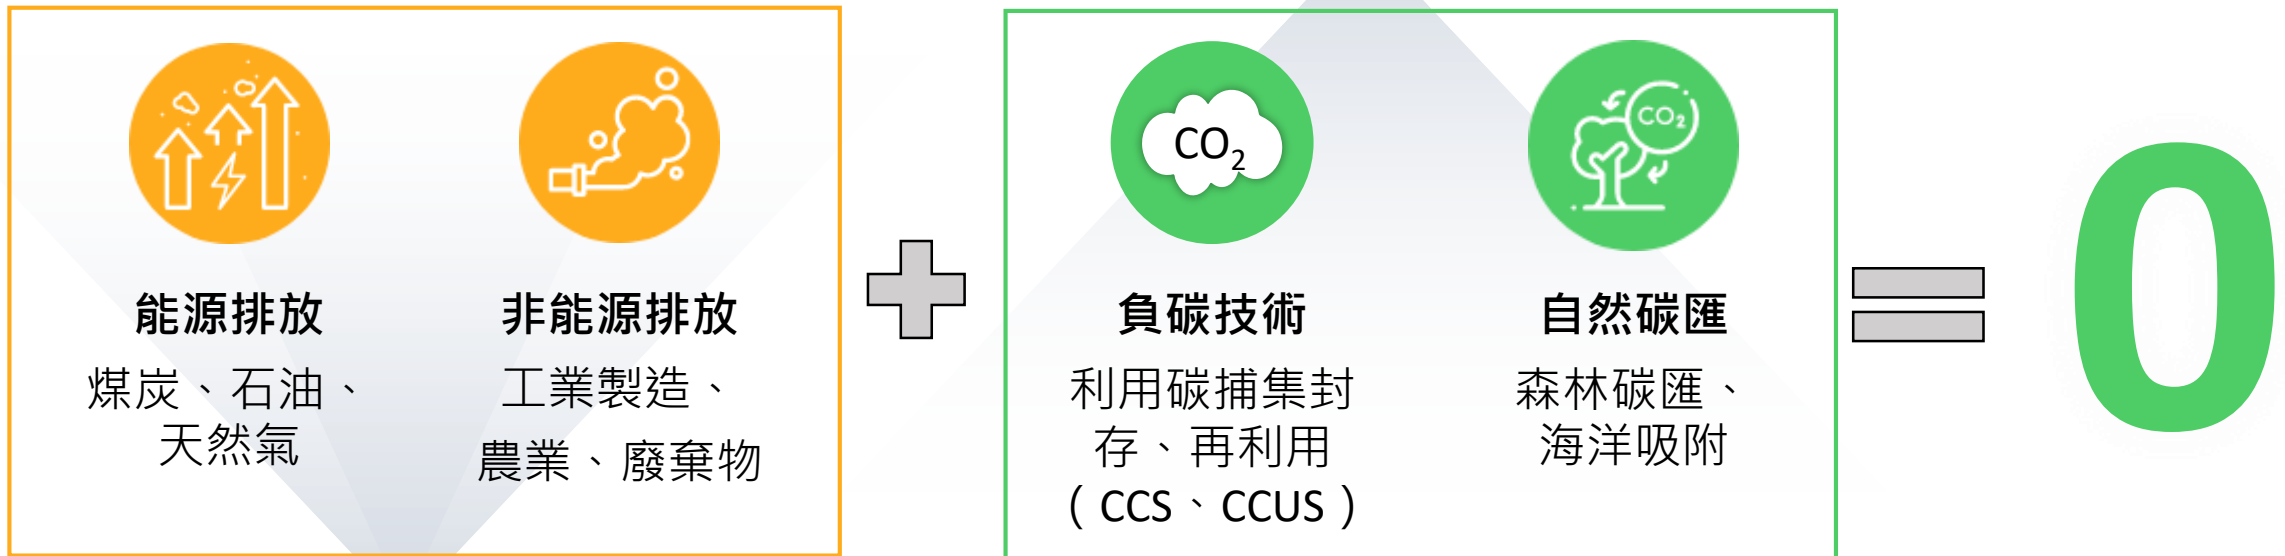 能源排放
煤炭、石油、
天然氣
非能源排放
工業製造、
農業、廢棄物
CO₂
負碳技術
利用碳捕集封
存、再利用
（CCS、CCUS）
CO₂
自然碳匯
森林碳匯、
海洋吸附
0